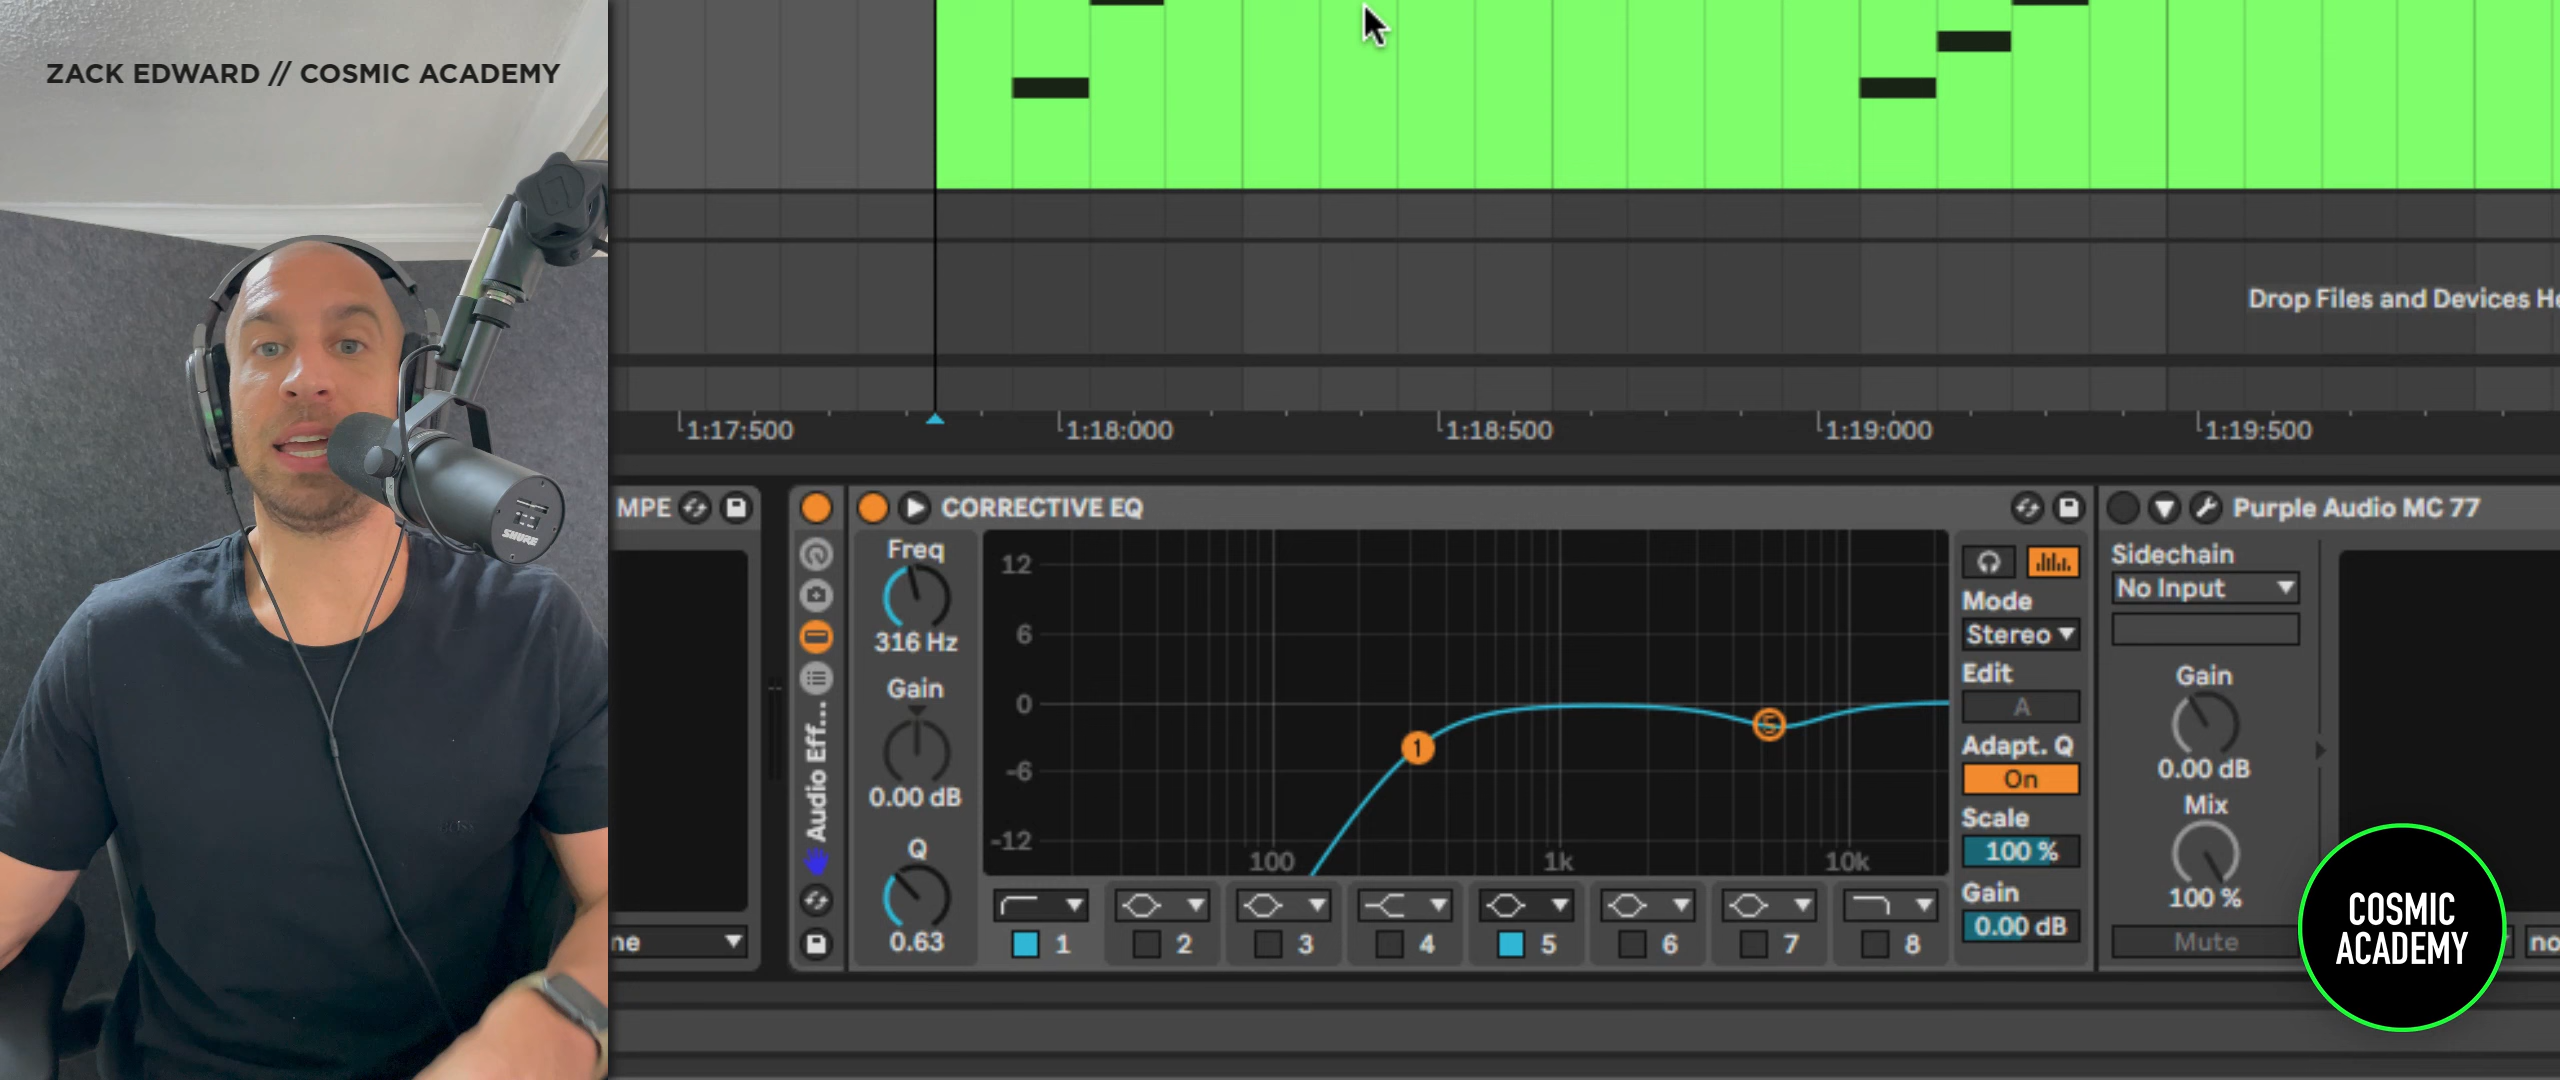 ZACK EDWARD // COSMIC ACADEMY
Drop Files and Devices He
1:17:500
1:18:000
1:18:500
1:19:000
1:19:500
MPE
CORRECTIVE EQ
Purple Audio MC 77
Freq
316 Hz
Gain
0.00 dB
Q
0.63
Audio Eff...
12
6
0
-6
-12
100
1k
10k
1
5
1
2
3
4
5
6
7
8
Mode
Stereo
Edit
A
Adapt. Q
On
Scale
100 %
Gain
0.00 dB
Sidechain
No Input
Gain
0.00 dB
Mix
100 %
Mute
ne
no
SHURE
BOSS
COSMIC
ACADEMY